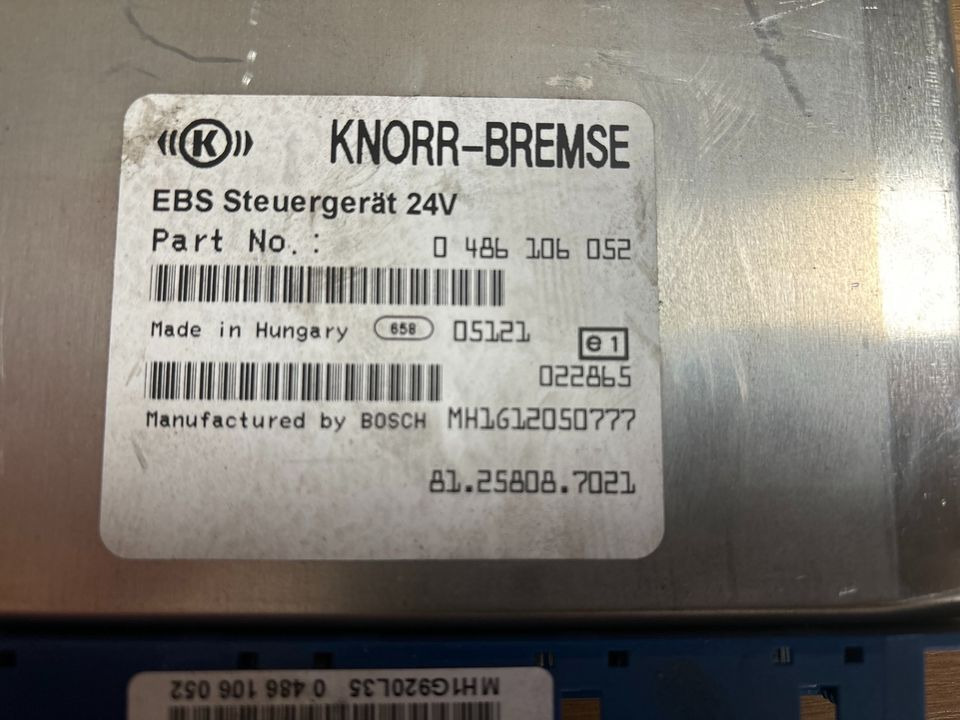 K KNORR-BREMSE
EBS Steuergerät 24V
Part No.: 0 486 106 052
Made in Hungary 658 05121 e1
022865
Manufactured by BOSCH MH1G12050777
81.25808.7021
MH1G920L35 0 486 106 052